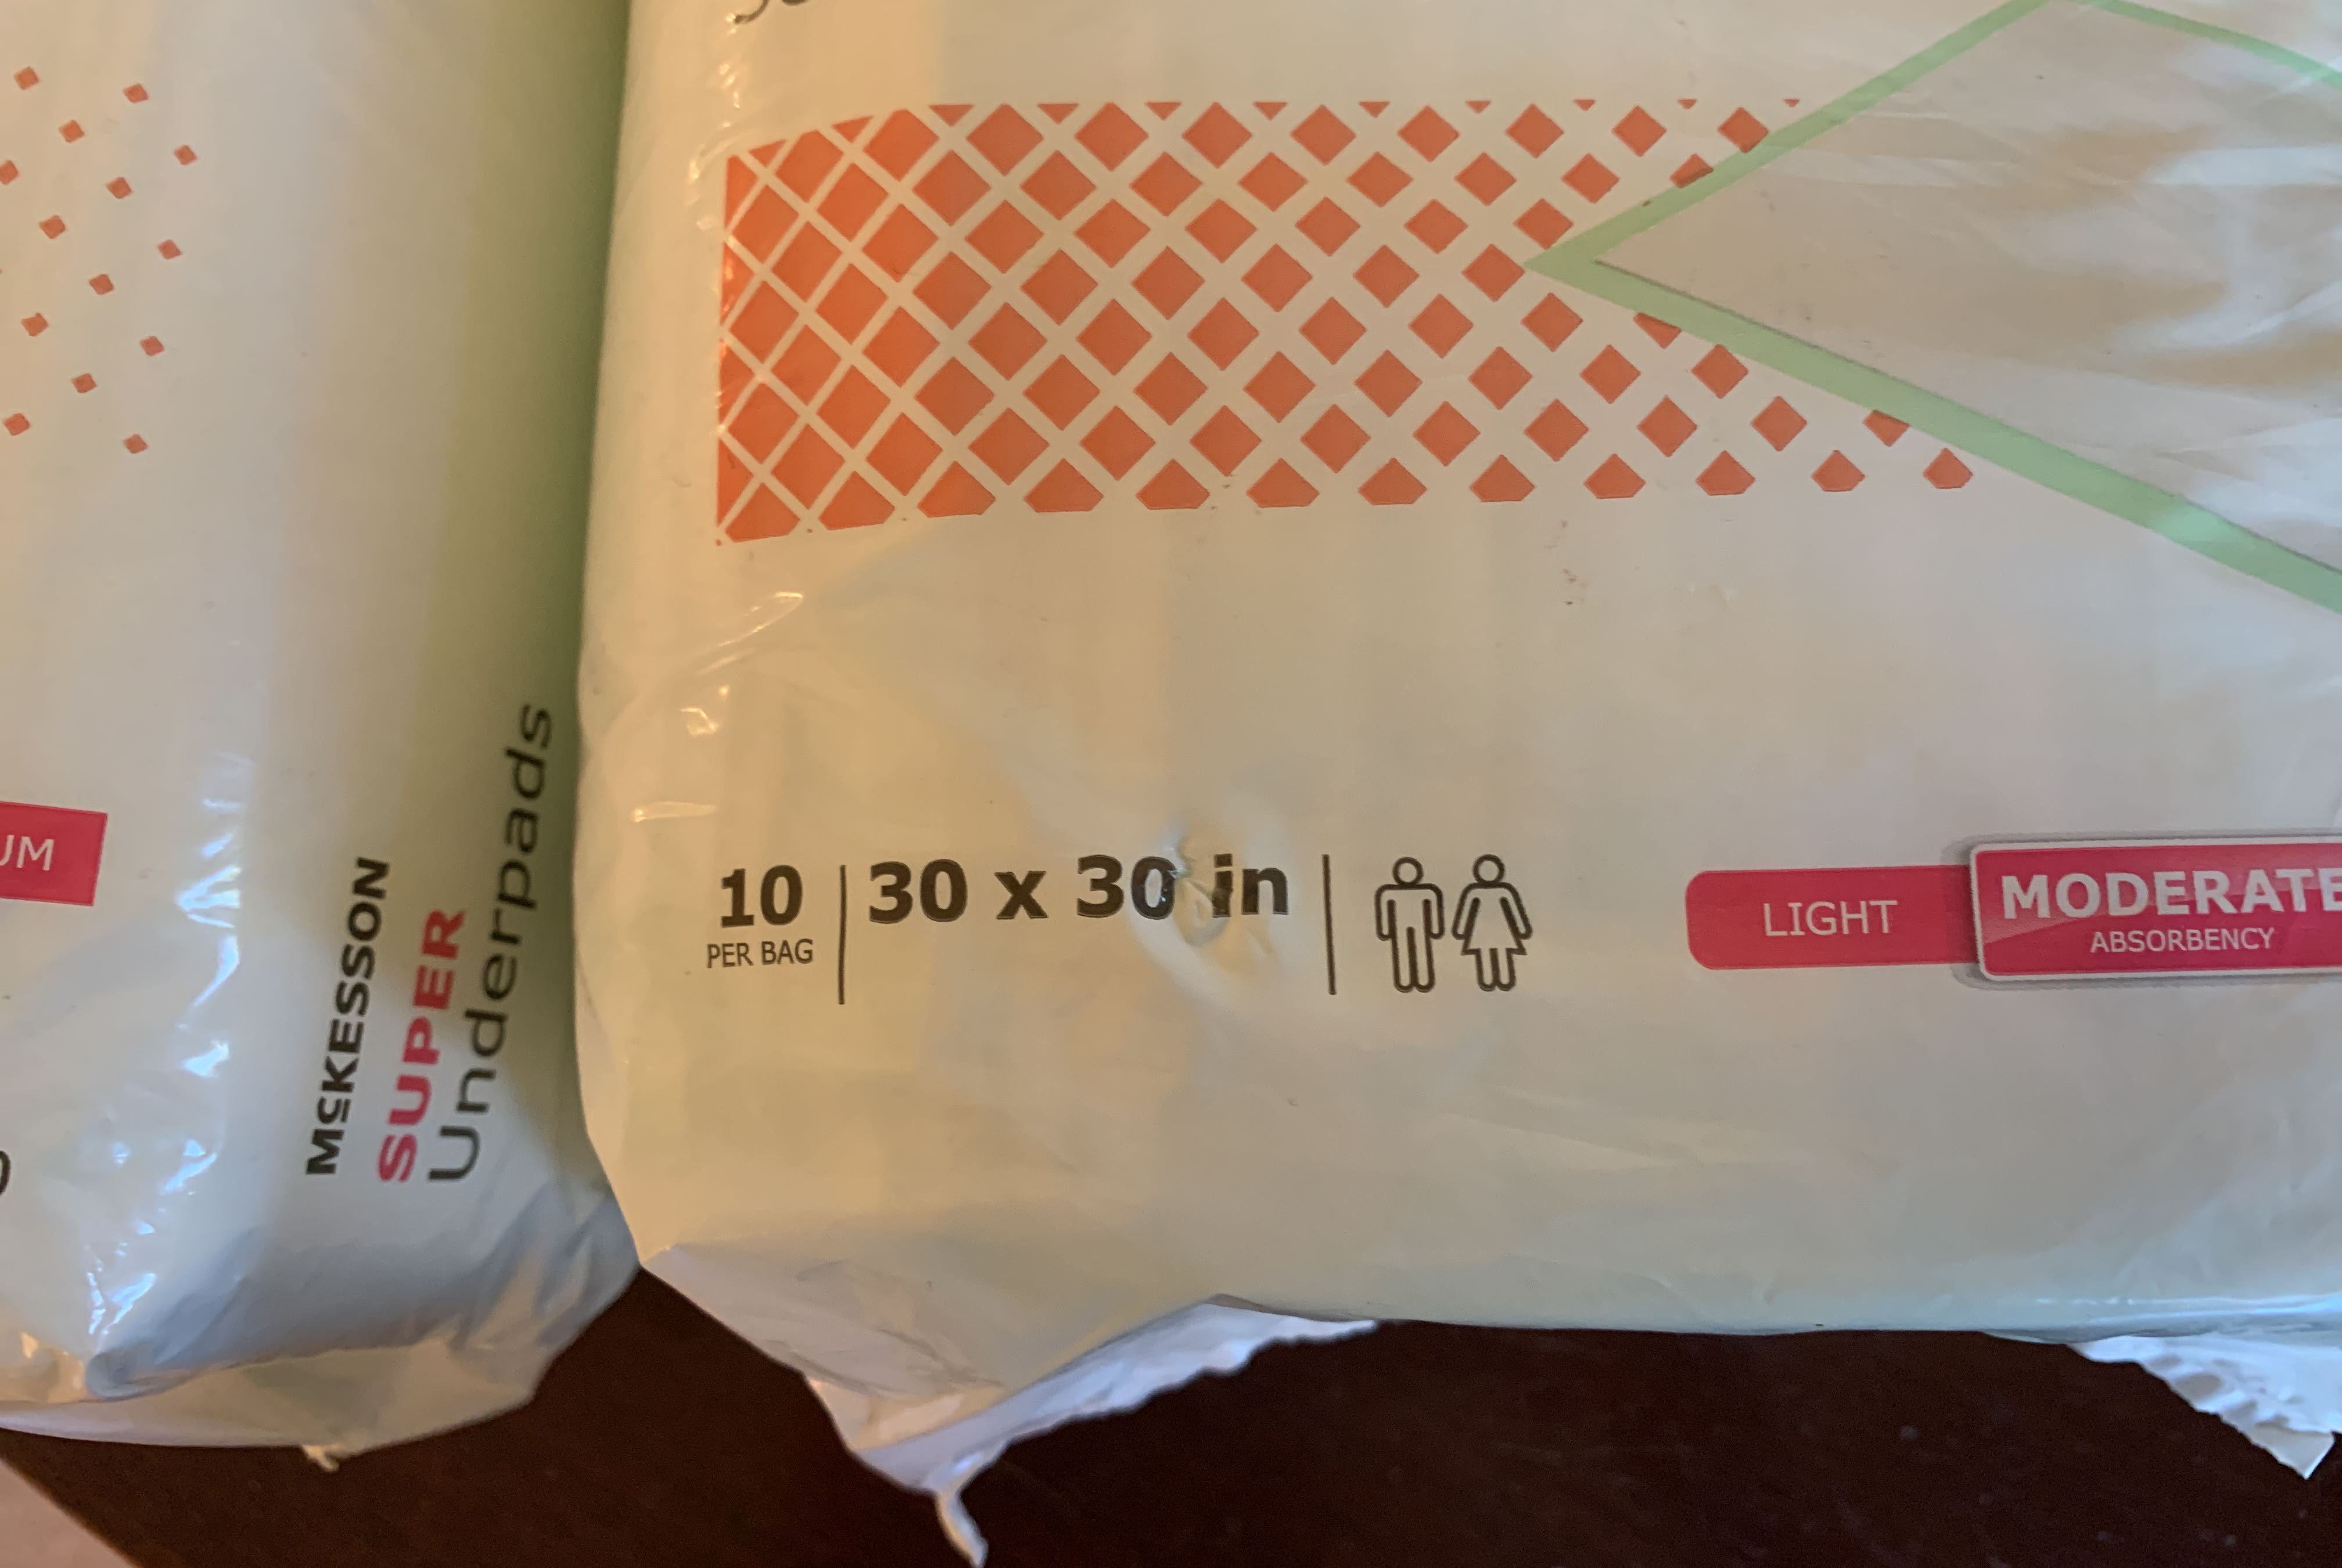 UM
McKESSON
SUPER
Underpads
10
PER BAG
30 x 30 in
LIGHT
MODERATE
ABSORBENCY